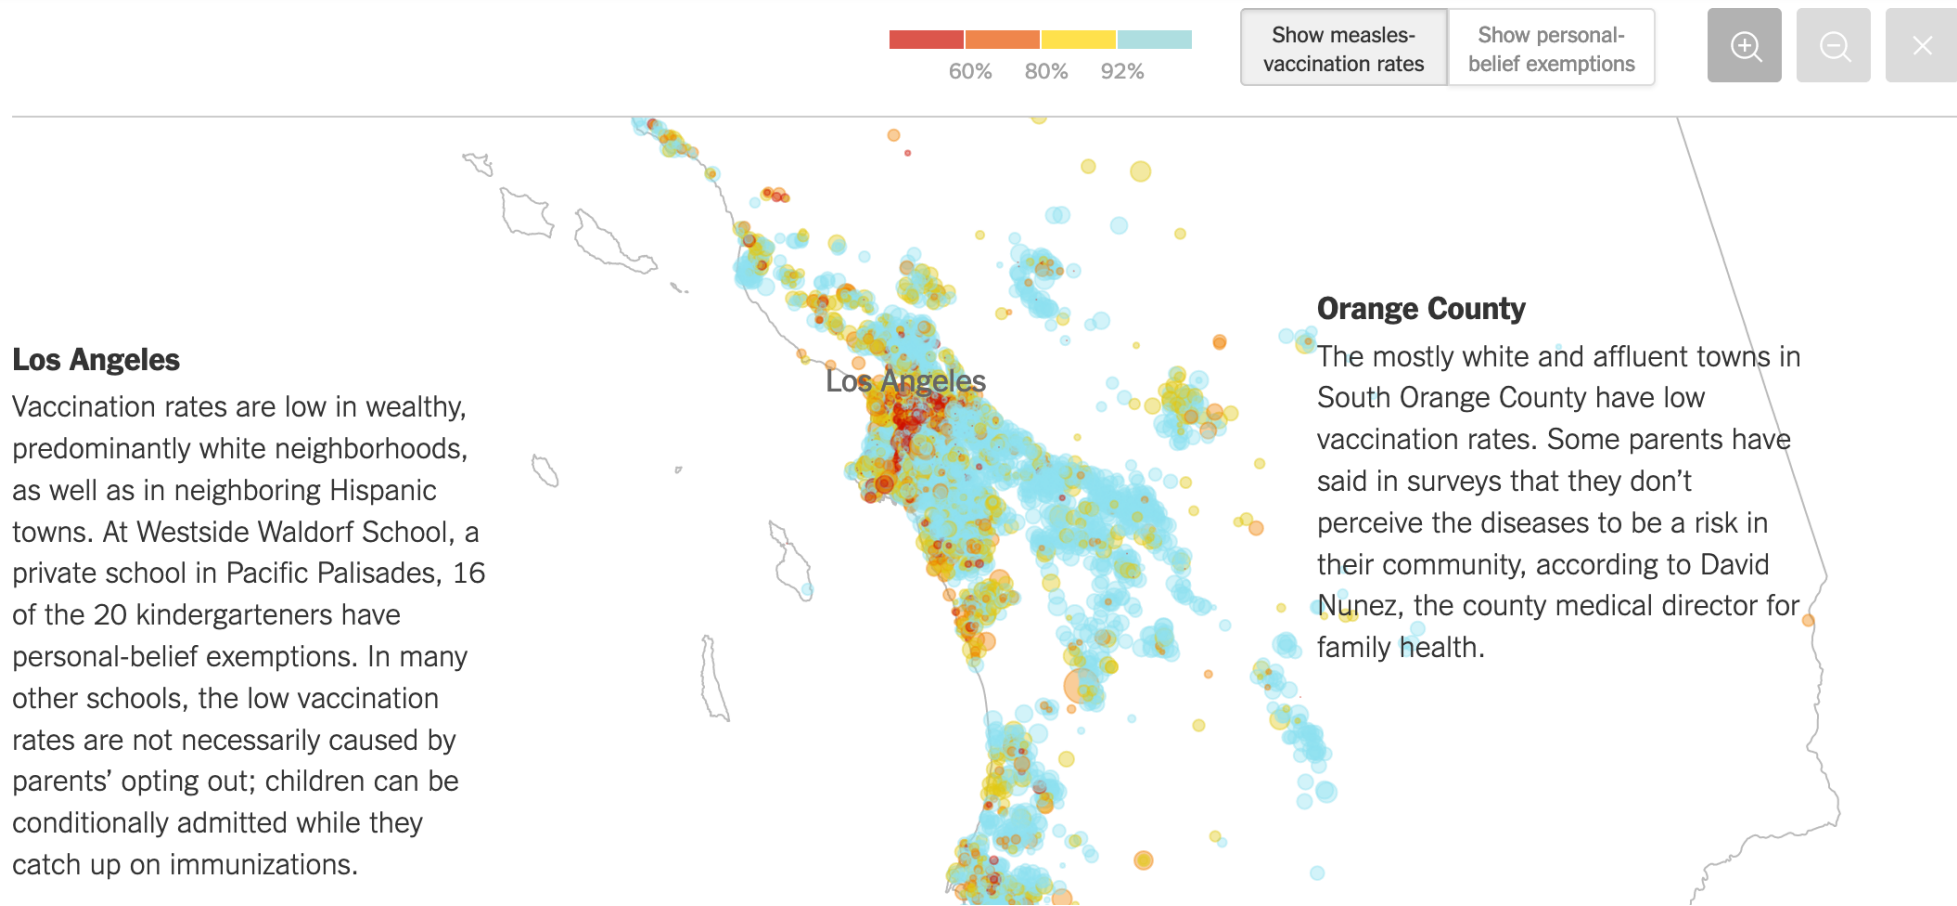 Show measles-
vaccination rates
Show personal-
belief exemptions
60% 80% 92%
Los Angeles
Vaccination rates are low in wealthy,
predominantly white neighborhoods,
as well as in neighboring Hispanic
towns. At Westside Waldorf School, a
private school in Pacific Palisades, 16
of the 20 kindergarteners have
personal-belief exemptions. In many
other schools, the low vaccination
rates are not necessarily caused by
parents’ opting out; children can be
conditionally admitted while they
catch up on immunizations.
Los Angeles
Orange County
The mostly white and affluent towns in
South Orange County have low
vaccination rates. Some parents have
said in surveys that they don’t
perceive the diseases to be a risk in
their community, according to David
Nunez, the county medical director for
family health.